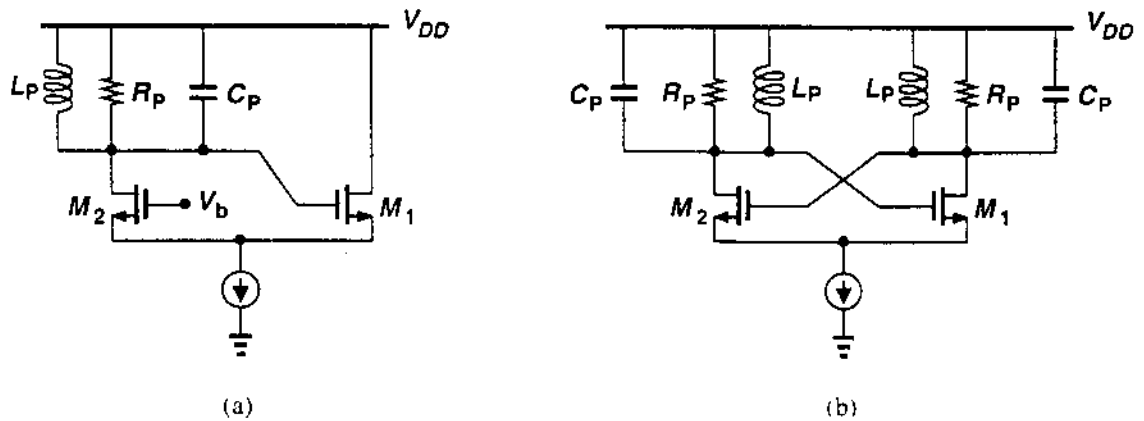 V_DD
L_P R_P C_P
M_2 V_b M_1
(a)
V_DD
C_P R_P L_P L_P R_P C_P
M_2 M_1
(b)